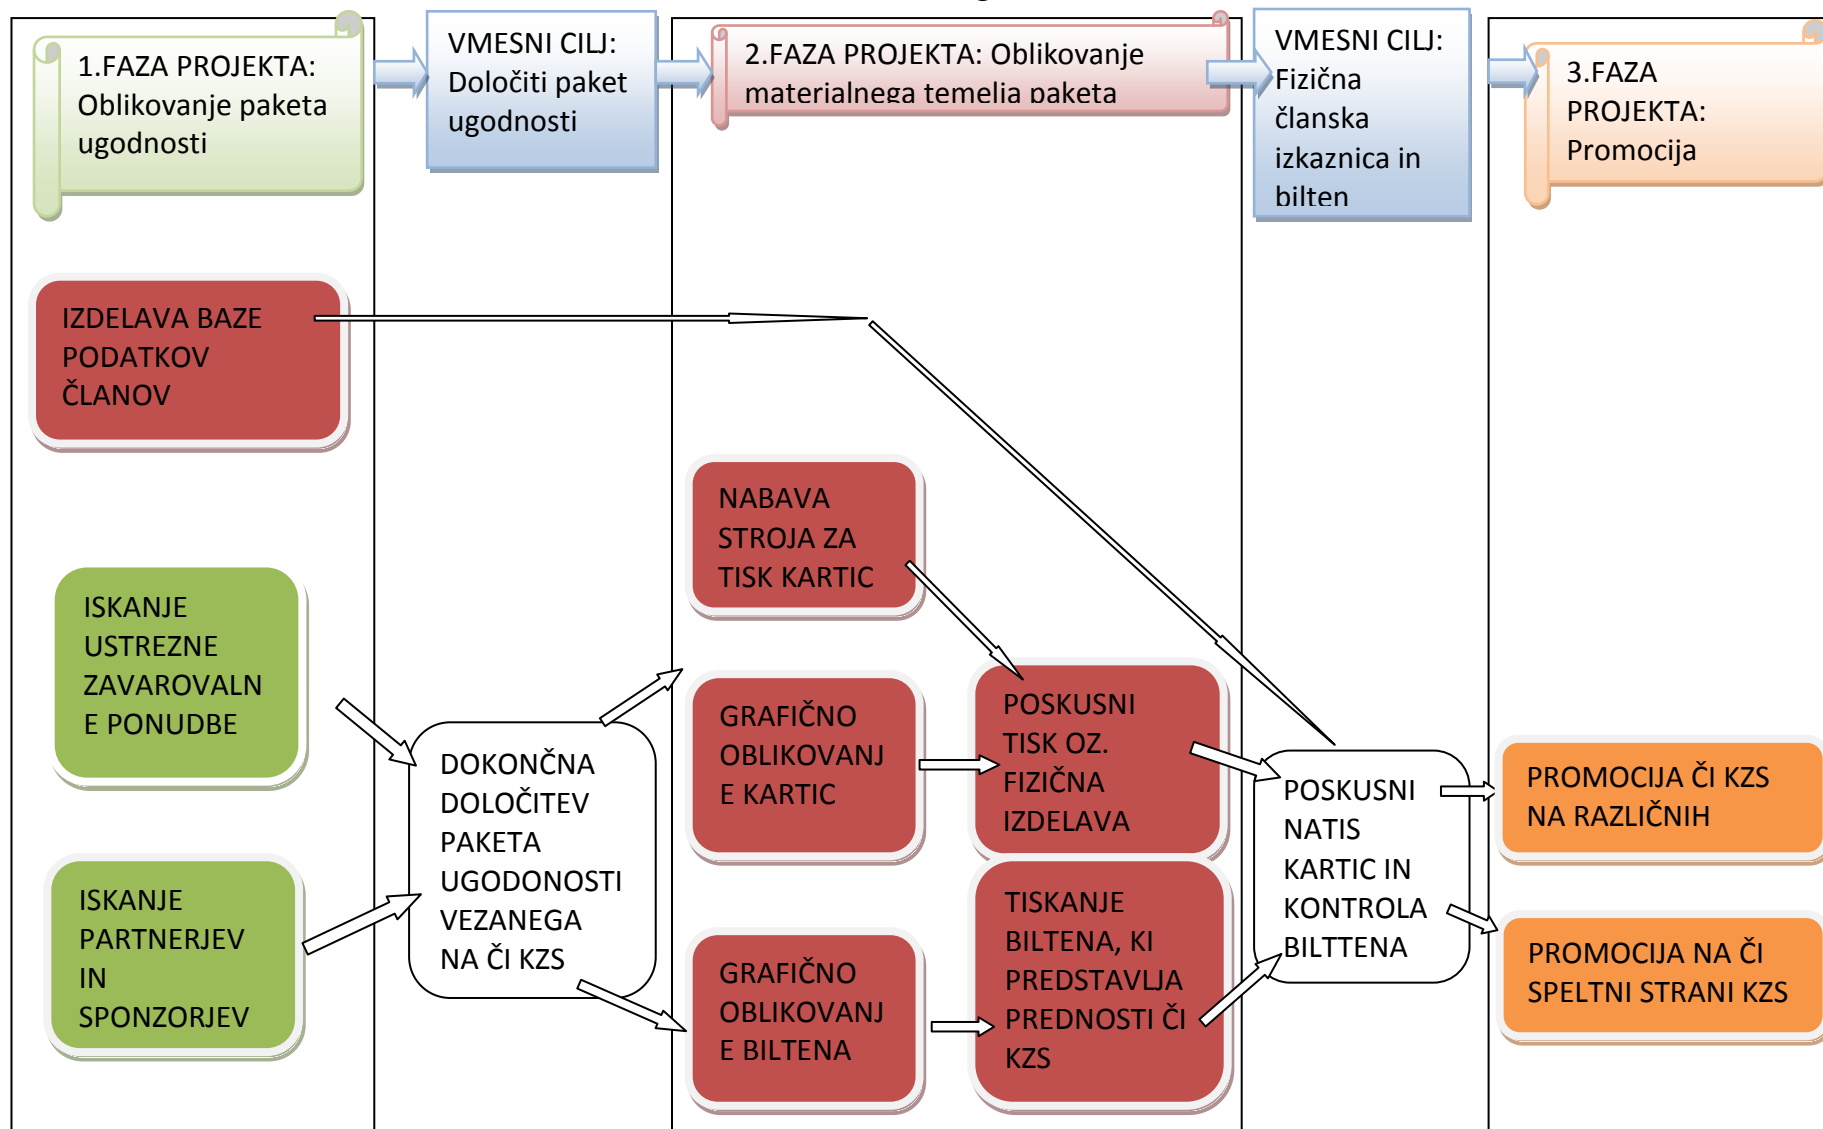 1.FAZA PROJEKTA:
Oblikovanje paketa
ugodnosti
VMESNI CILJ:
Določiti paket
ugodnosti
2.FAZA PROJEKTA: Oblikovanje
materialnega temelja paketa
VMESNI CILJ:
Fizična
članska
izkaznica in
bilten
3.FAZA
PROJEKTA:
Promocija
IZDELAVA BAZE
PODATKOV
ČLANOV
ISKANJE
USTREZNE
ZAVAROVALN
E PONUDBE
ISKANJE
PARTNERJEV
IN
SPONZORJEV
DOKONČNA
DOLOČITEV
PAKETA
UGODONOSTI
VEZANEGA
NA ČI KZS
NABAVA
STROJA ZA
TISK KARTIC
GRAFIČNO
OBLIKOVANJ
E KARTIC
GRAFIČNO
OBLIKOVANJ
E BILTENA
POSKUSNI
TISK OZ.
FIZIČNA
IZDELAVA
TISKANJE
BILTENA, KI
PREDSTAVLJA
PREDNOSTI ČI
KZS
POSKUSNI
NATIS
KARTIC IN
KONTROLA
BILTTENA
PROMOCIJA ČI KZS
NA RAZLIČNIH
PROMOCIJA NA ČI
SPELTNI STRANI KZS